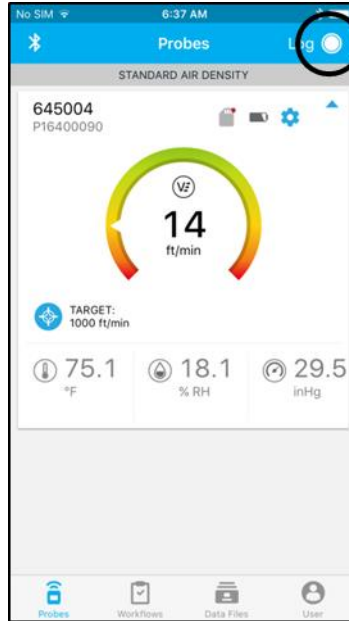 No SIM 6:37 AM
Probes Log
STANDARD AIR DENSITY
645004
P16400090
VE
14
ft/min
TARGET:
1000 ft/min
75.1 18.1 29.5
°F % RH inHg
Probes Workflows Data Files User